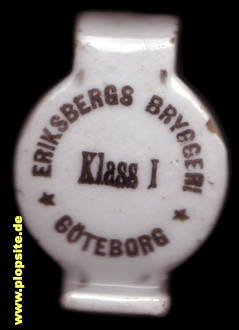 ERIKSBERGS BRYGGERI
Klass I
★ GÖTEBORG ★
www.plopsite.de